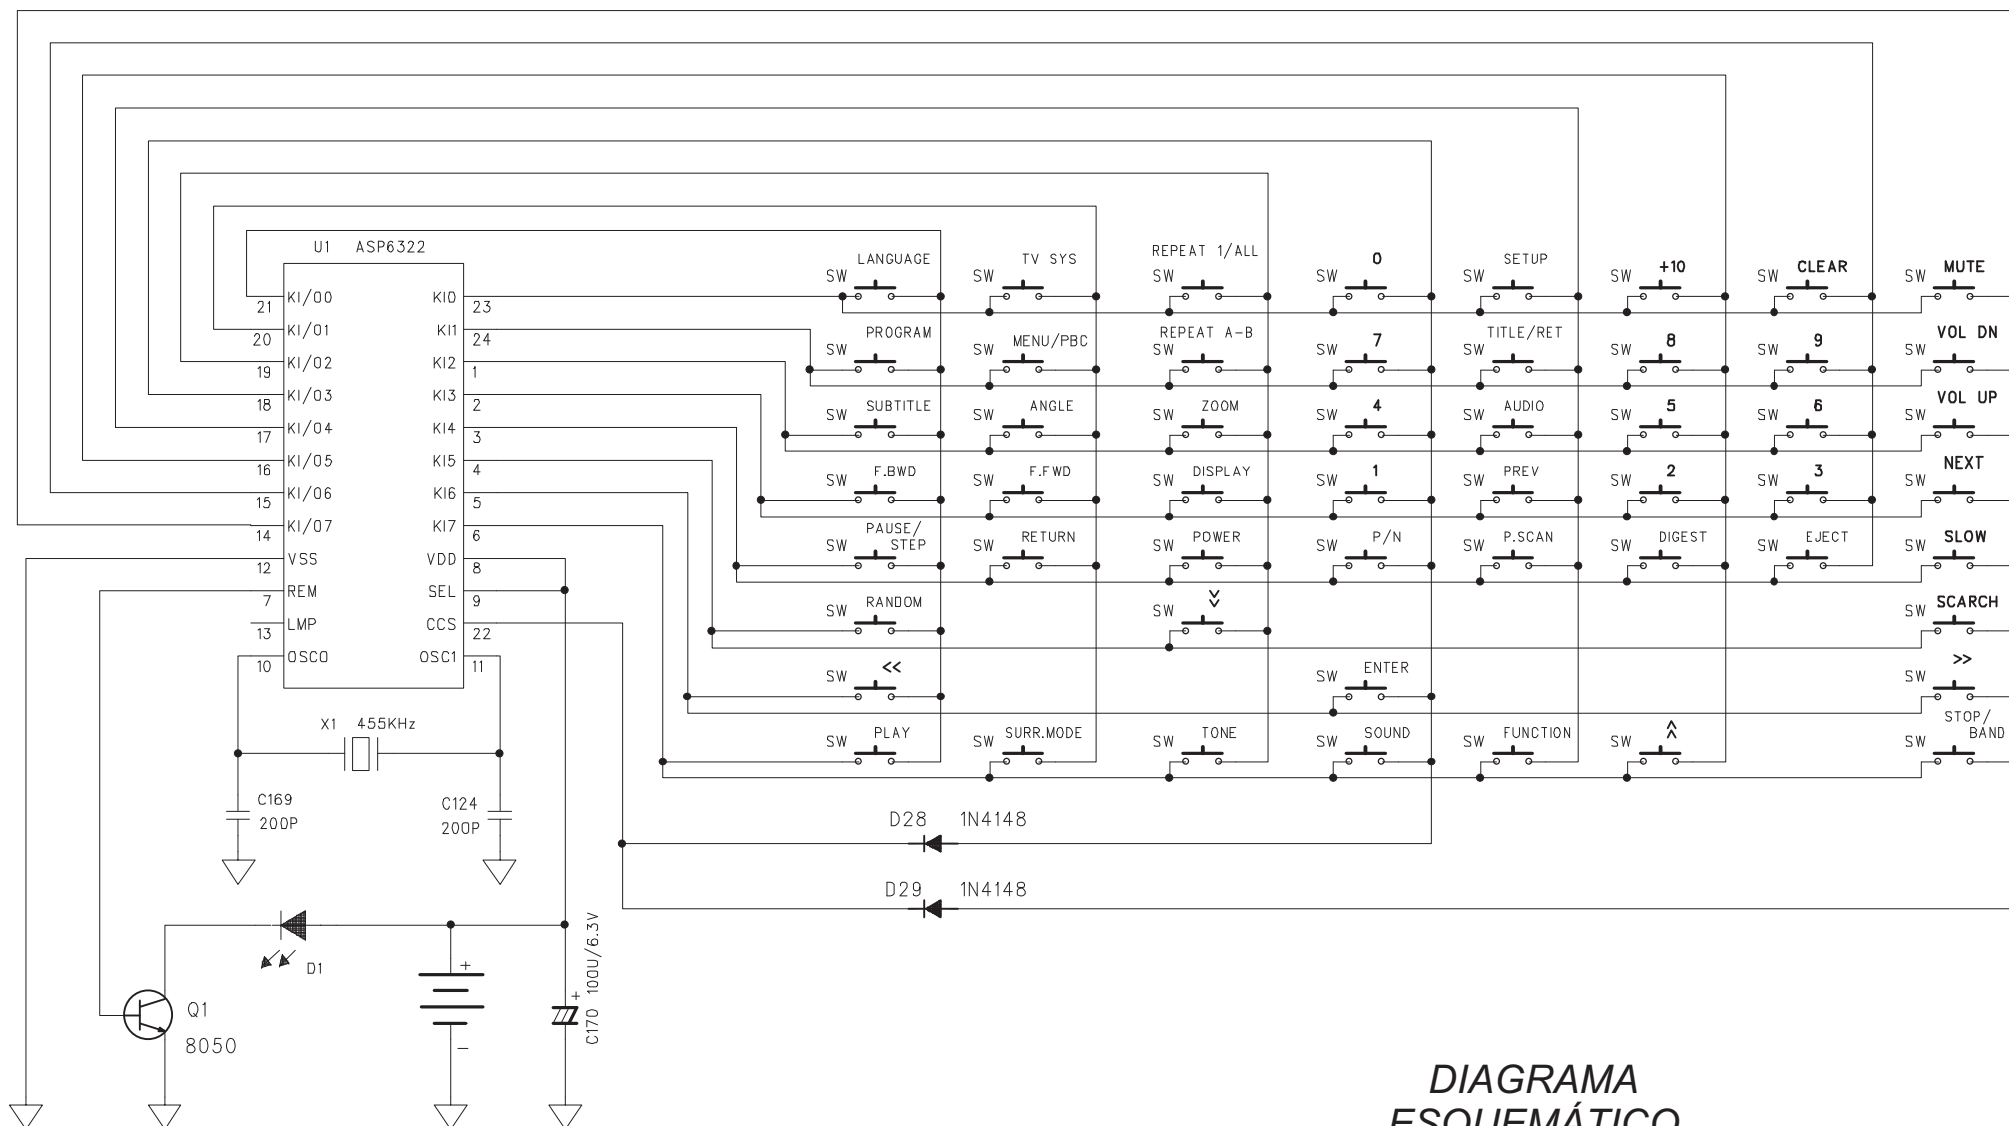 U1 ASP6322
21 KI/O0 KI0 23
20 KI/O1 KI1 24
19 KI/O2 KI2 1
18 KI/O3 KI3 2
17 KI/O4 KI4 3
16 KI/O5 KI5 4
15 KI/O6 KI6 5
14 KI/O7 KI7 6
12 VSS VDD 8
7 REM SEL 9
13 LMP CCS 22
10 OSC0 OSC1 11
X1 455KHz
C169
200P
C124
200P
D1
Q1
8050
+
-
+
C170 100U/6.3V
SW LANGUAGE SW TV SYS SW REPEAT 1/ALL SW 0 SW SETUP SW +10 SW CLEAR SW MUTE
SW PROGRAM SW MENU/PBC SW REPEAT A-B SW 7 SW TITLE/RET SW 8 SW 9 SW VOL DN
SW SUBTITLE SW ANGLE SW ZOOM SW 4 SW AUDIO SW 5 SW 6 SW VOL UP
SW F.BWD SW F.FWD SW DISPLAY SW 1 SW PREV SW 2 SW 3 SW NEXT
SW PAUSE/
STEP SW RETURN SW POWER SW P/N SW P.SCAN SW DIGEST SW EJECT SW SLOW
SW RANDOM SW >> SW SCARCH
SW << SW ENTER SW >>
SW PLAY SW SURR.MODE SW TONE SW SOUND SW FUNCTION SW << SW STOP/
BAND
D28 1N4148
D29 1N4148
DIAGRAMA
ESQUEMÁTICO